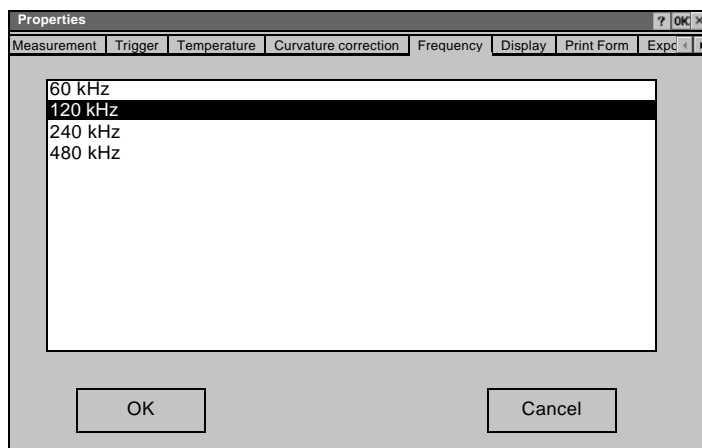 Properties ? OK ×
Measurement Trigger Temperature Curvature correction Frequency Display Print Form Expo
60 kHz
120 kHz
240 kHz
480 kHz
OK Cancel